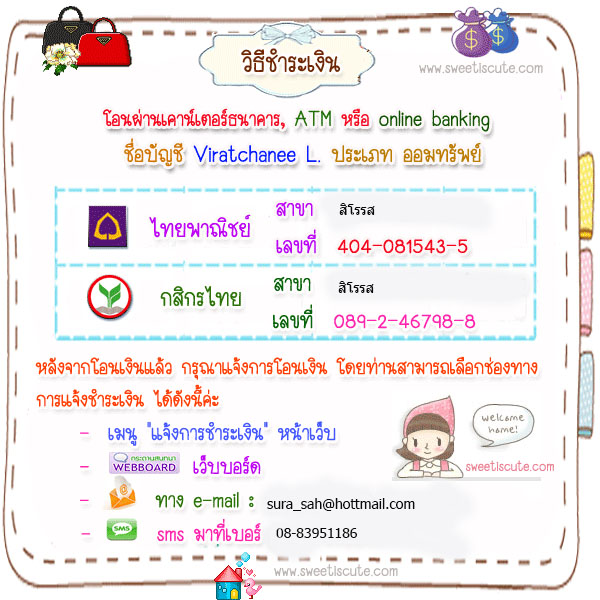 วิธีชำระเงิน
www.sweetiscute.com
โอนผ่านเคาน์เตอร์ธนาคาร, ATM หรือ online banking
ชื่อบัญชี Viratchanee L. ประเภท ออมทรัพย์
ไทยพาณิชย์
สาขา สิโรรส
เลขที่ 404-081543-5
กสิกรไทย
สาขา สิโรรส
เลขที่ 089-2-46798-8
หลังจากโอนเงินแล้ว กรุณาแจ้งการโอนเงิน โดยท่านสามารถเลือกช่องทาง
การแจ้งชำระเงิน ได้ดังนี้ค่ะ
- เมนู "แจ้งการชำระเงิน" หน้าเว็บ
- กระดานสนทนา WEBBOARD เว็บบอร์ด
- ทาง e-mail : sura_sah@hottmail.com
- SMS sms มาที่เบอร์ 08-83951186
welcome
home!
sweetiscute.com
www.sweetiscute.com